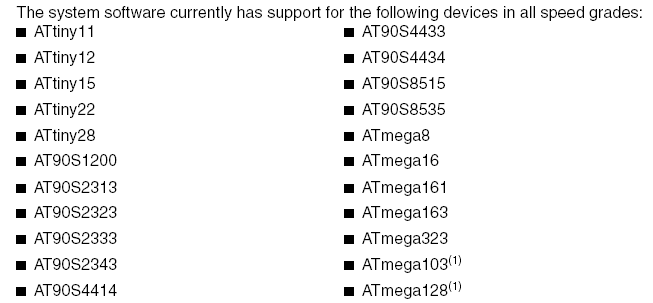 The system software currently has support for the following devices in all speed grades:
■ ATtiny11
■ ATtiny12
■ ATtiny15
■ ATtiny22
■ ATtiny28
■ AT90S1200
■ AT90S2313
■ AT90S2323
■ AT90S2333
■ AT90S2343
■ AT90S4414
■ AT90S4433
■ AT90S4434
■ AT90S8515
■ AT90S8535
■ ATmega8
■ ATmega16
■ ATmega161
■ ATmega163
■ ATmega323
■ ATmega103(1)
■ ATmega128(1)